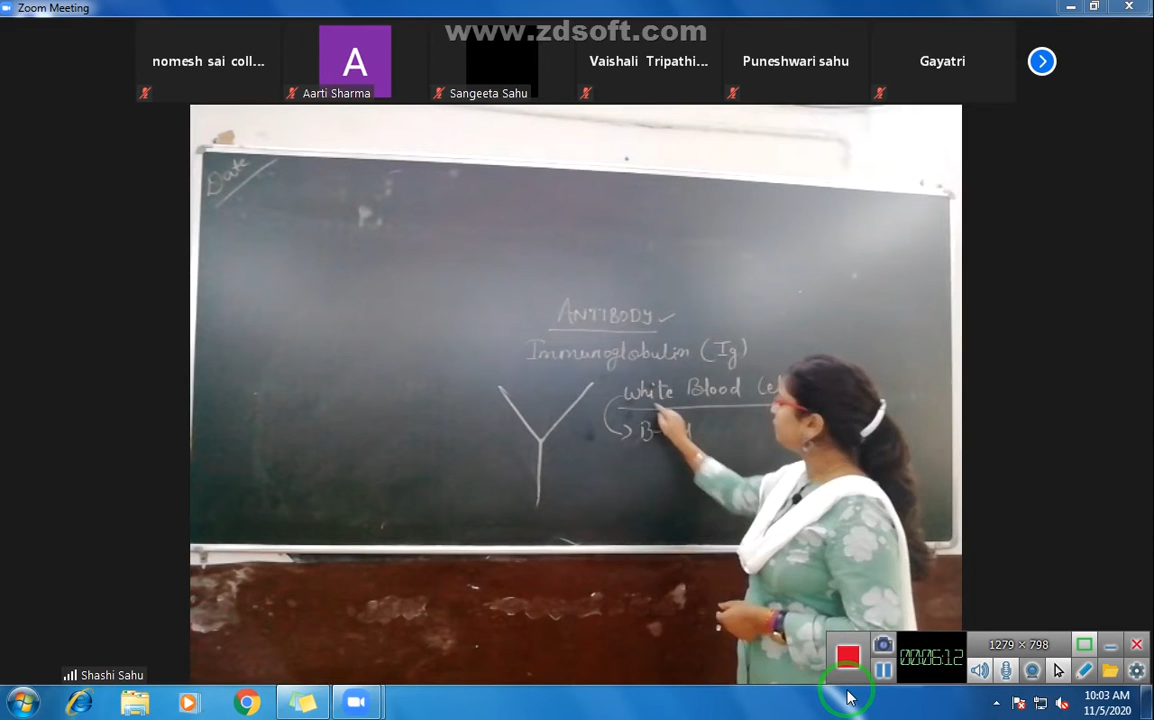 Zoom Meeting
www.zdsoft.com
nomesh sai coll...
A
Aarti Sharma
Sangeeta Sahu
Vaishali Tripathi...
Puneshwari sahu
Gayatri
Date
ANTIBODY
Immunoglobulin (Ig)
White Blood
Shashi Sahu
00:06:12
1279 × 798
10:03 AM
11/5/2020